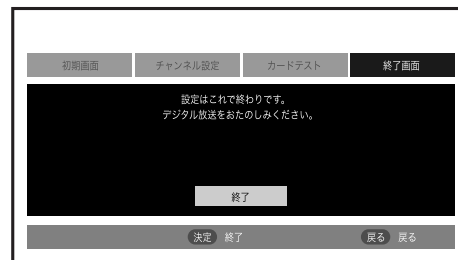 初期画面 チャンネル設定 カードテスト 終了画面
設定はこれで終わりです。
デジタル放送をおたのしみください。
終了
決定 終了 戻る 戻る